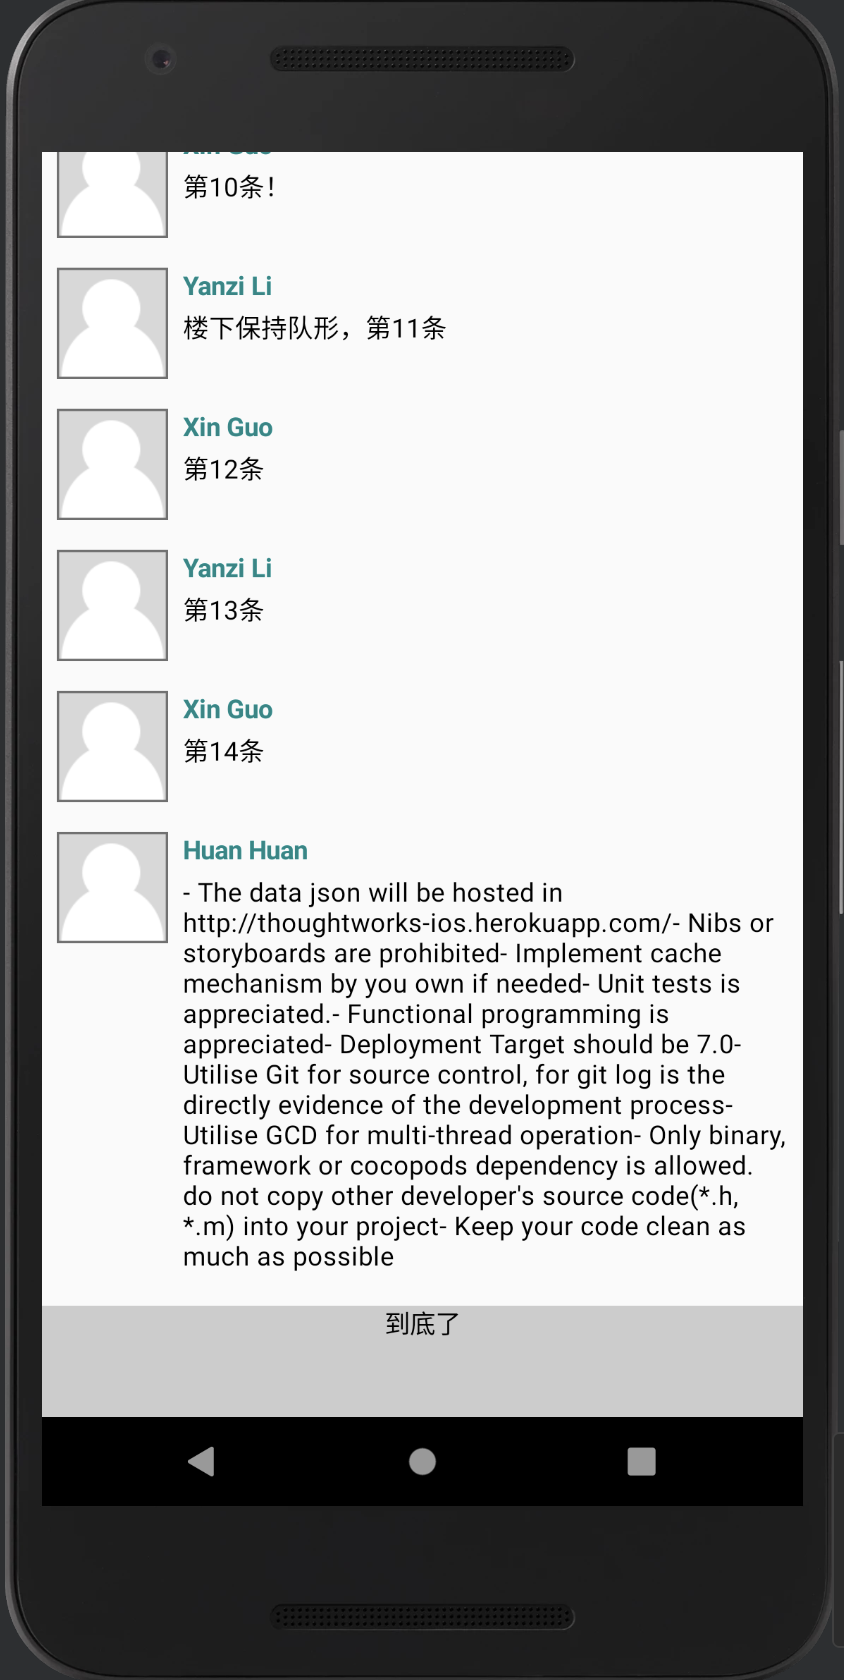 第10条！
Yanzi Li
楼下保持队形，第11条
Xin Guo
第12条
Yanzi Li
第13条
Xin Guo
第14条
Huan Huan
- The data json will be hosted in
http://thoughtworks-ios.herokuapp.com/- Nibs or
storyboards are prohibited- Implement cache
mechanism by you own if needed- Unit tests is
appreciated.- Functional programming is
appreciated- Deployment Target should be 7.0-
Utilise Git for source control, for git log is the
directly evidence of the development process-
Utilise GCD for multi-thread operation- Only binary,
framework or cocopods dependency is allowed.
do not copy other developer's source code(*.h,
*.m) into your project- Keep your code clean as
much as possible
到底了